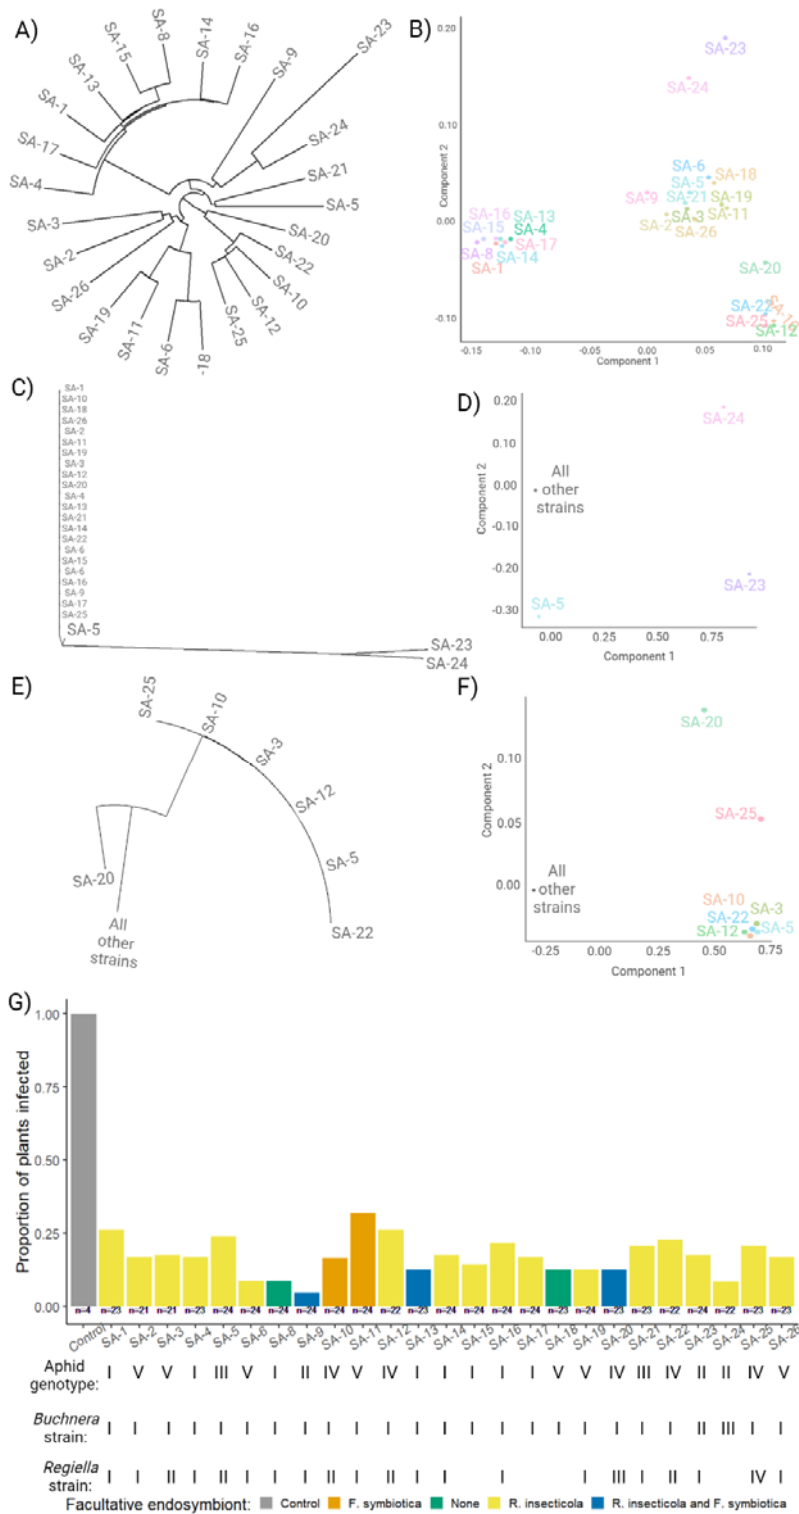 A)
SA-8
SA-14
SA-23
SA-15
SA-16
SA-9
SA-13
SA-1
SA-24
SA-17
SA-21
SA-4
SA-5
SA-3
SA-20
SA-2
SA-22
SA-26
SA-10
SA-19
SA-12
SA-11
SA-25
SA-6
-18
B)
Component 2
0.20
0.10
0.00
-0.10
SA-23
SA-24
SA-6
SA-18
SA-5
SA-9
SA-21
SA-19
SA-3
SA-11
SA-2
SA-26
SA-16
SA-13
SA-15
SA-4
SA-17
SA-8
SA-14
SA-1
SA-20
SA-22
SA-25
SA-12
-0.15
-0.10
-0.05
0.00
0.05
0.10
Component 1
C)
SA-1
SA-10
SA-18
SA-26
SA-2
SA-11
SA-19
SA-3
SA-12
SA-20
SA-4
SA-13
SA-21
SA-14
SA-22
SA-6
SA-15
SA-6
SA-16
SA-9
SA-17
SA-25
SA-5
SA-23
SA-24
D)
Component 2
0.20
0.10
0.00
-0.10
-0.20
-0.30
SA-24
All
other
strains
SA-23
SA-5
0.00
0.25
0.50
0.75
Component 1
E)
SA-25
SA-10
SA-3
SA-12
SA-5
SA-22
SA-20
All
other
strains
F)
Component 2
0.10
0.05
0.00
SA-20
SA-25
All
other
strains
SA-10
SA-3
SA-22
SA-5
SA-12
-0.25
0.00
0.50
0.75
Component 1
G)
Proportion of plants infected
1.00
0.75
0.50
0.25
0.00
n=4 n=23 n=21 n=21 n=23 n=24 n=24 n=24 n=24 n=24 n=24 n=22 n=23 n=23 n=24 n=23 n=24 n=23 n=22 n=23 n=23
Control SA-1 SA-2 SA-3 SA-4 SA-5 SA-6 SA-8 SA-9 SA-10 SA-11 SA-12 SA-13 SA-14 SA-15 SA-16 SA-17 SA-18 SA-19 SA-20 SA-21 SA-22 SA-23 SA-24 SA-25 SA-26
Aphid
genotype: I V V I III V I II IV V IV I I I I I V V IV III IV II II IV V
Buchnera
strain: I I I I I I I I I I I I I I I I I I I I I II III I I
Regiella
strain: I I II I II I I II II I I I I III I II I IV I
Facultative endosymbiont: Control F. symbiotica None R. insecticola R. insecticola and F. symbiotica